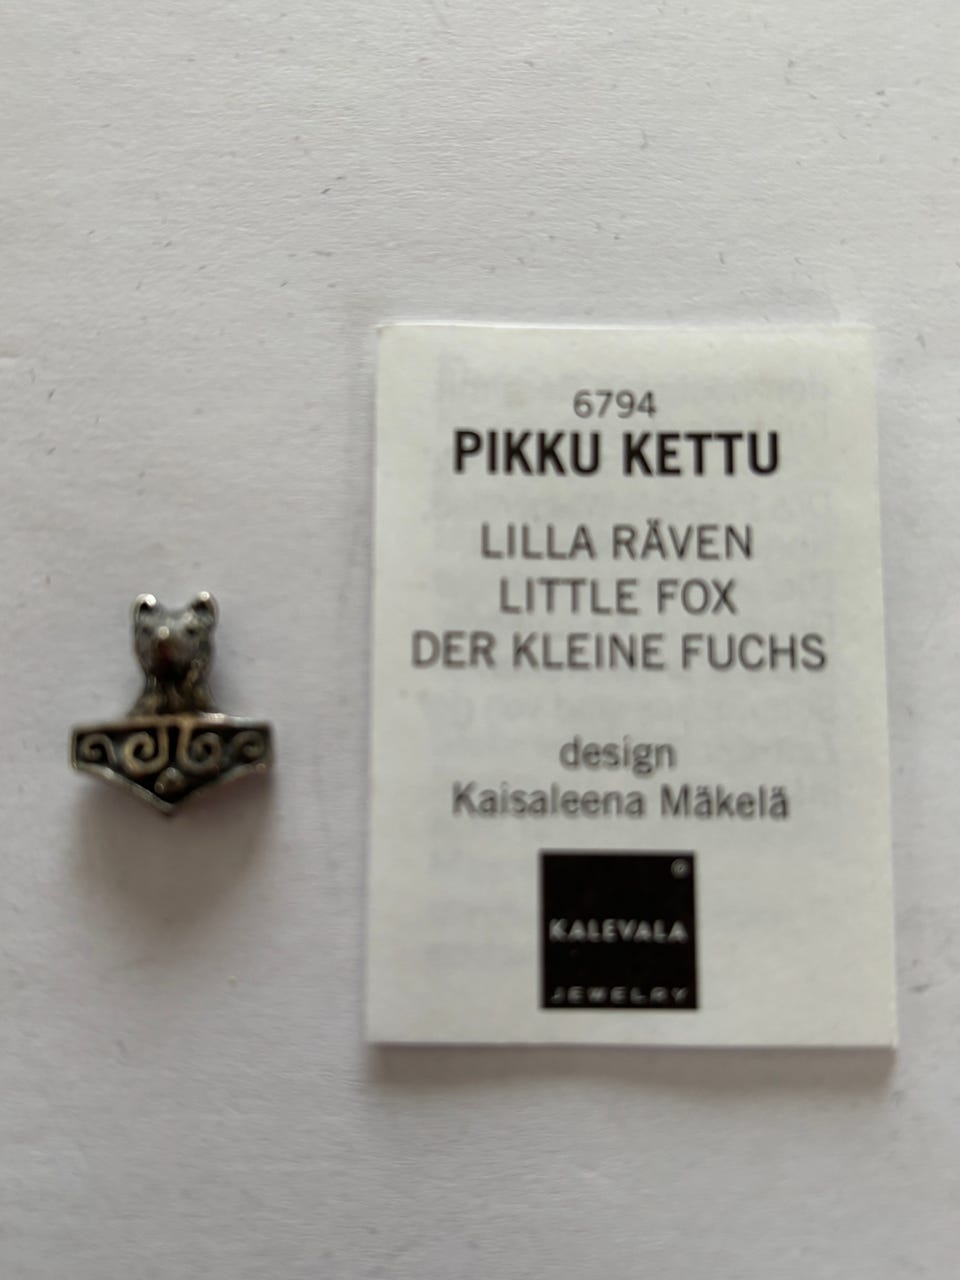 6794
PIKKU KETTU
LILLA RÄVEN
LITTLE FOX
DER KLEINE FUCHS
design
Kaisaleena Mäkelä
®
KALEVALA
JEWELRY